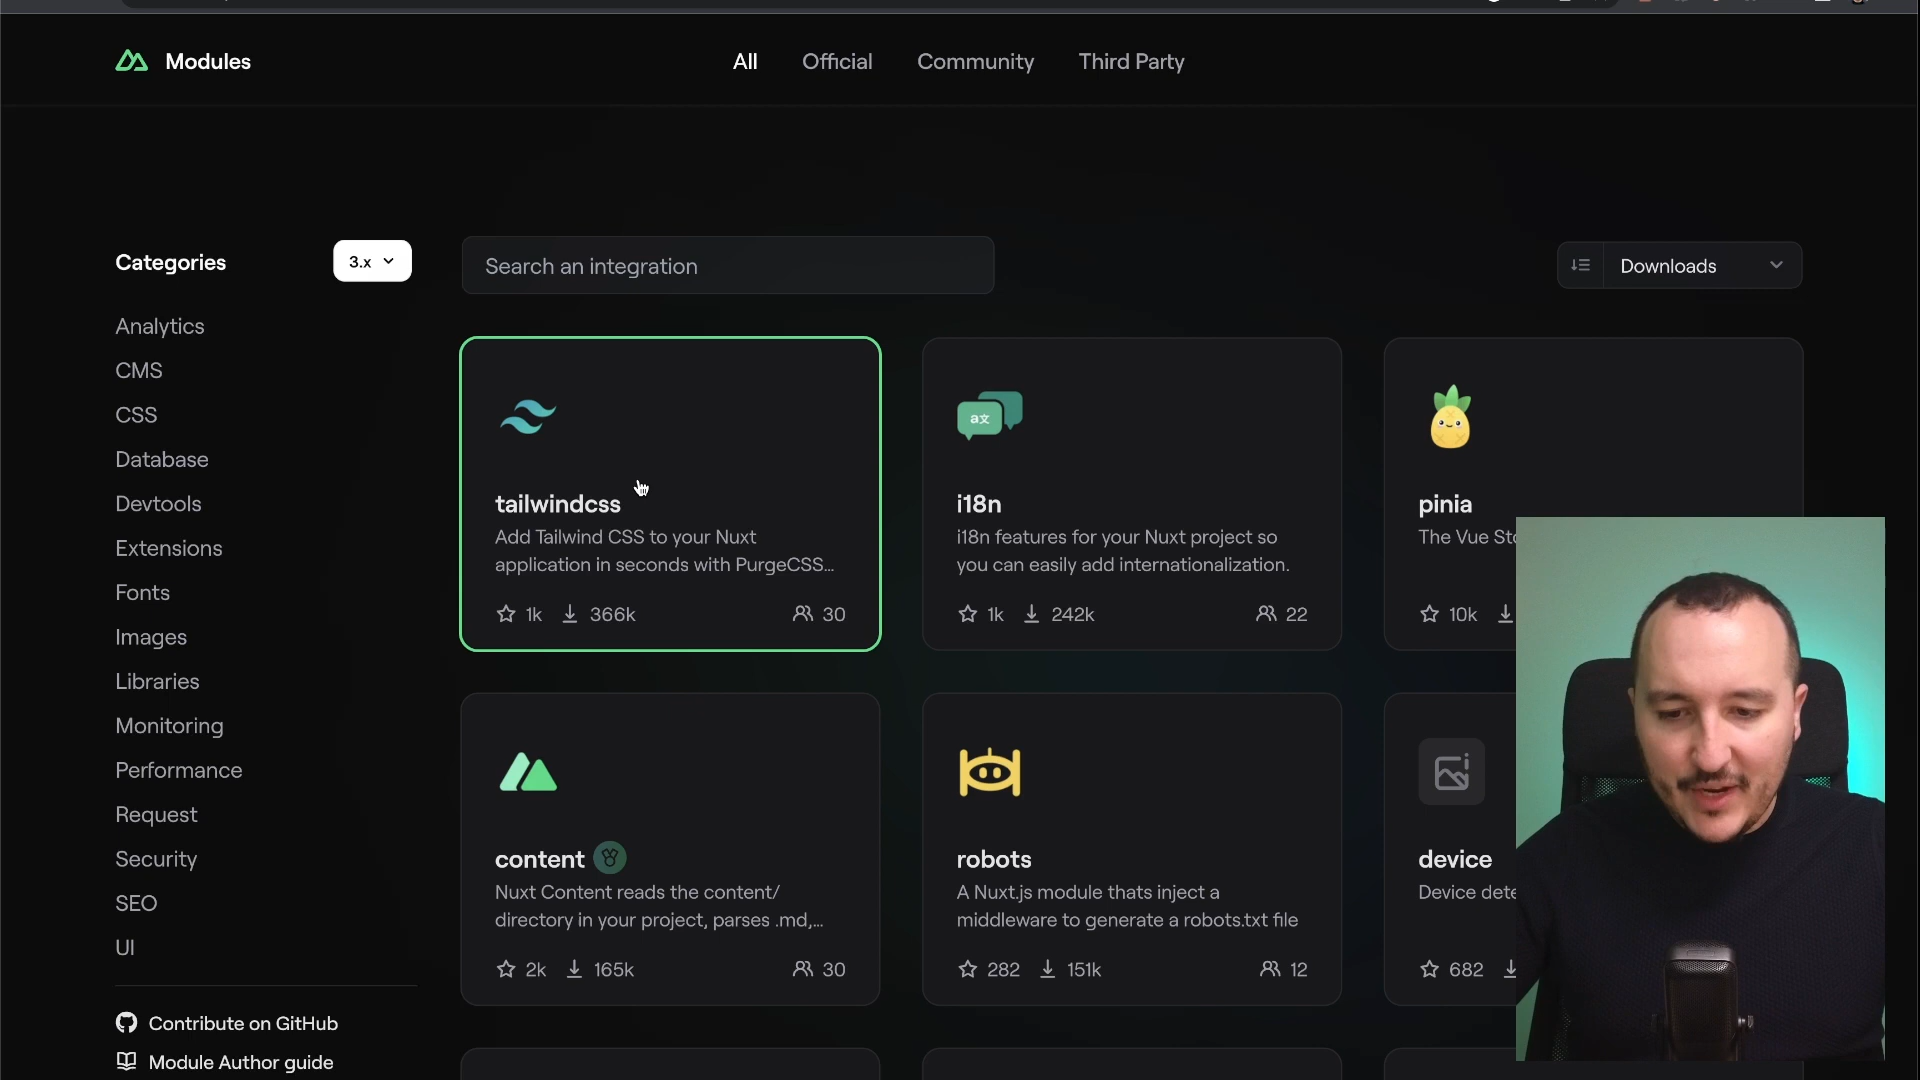 Modules
All
Official
Community
Third Party
Categories
3.x
Search an integration
Downloads
Analytics
CMS
CSS
Database
Devtools
Extensions
Fonts
Images
Libraries
Monitoring
Performance
Request
Security
SEO
UI
Contribute on GitHub
Module Author guide
tailwindcss
Add Tailwind CSS to your Nuxt
application in seconds with PurgeCSS...
1k
366k
30
a文
i18n
i18n features for your Nuxt project so
you can easily add internationalization.
1k
242k
22
pinia
The Vue
10k
content
Nuxt Content reads the content/
directory in your project, parses .md,...
2k
165k
30
robots
A Nuxt.js module thats inject a
middleware to generate a robots.txt file
282
151k
12
device
Device
682